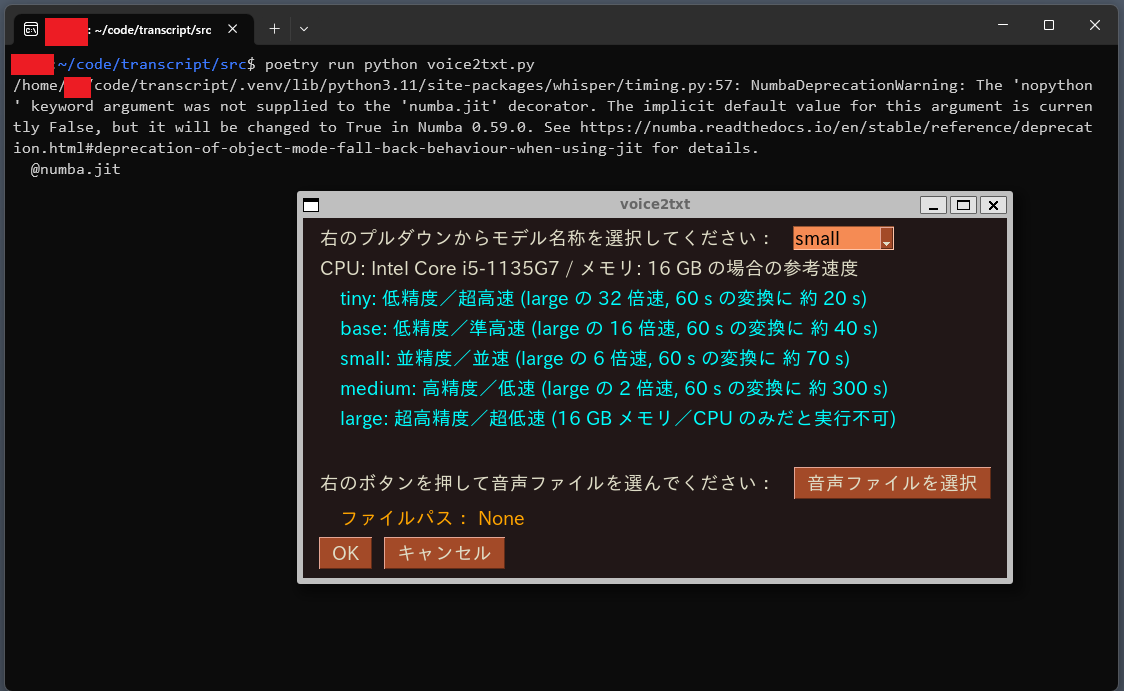 : ~/code/transcript/src
:~/code/transcript/src$ poetry run python voice2txt.py
/home/ /code/transcript/.venv/lib/python3.11/site-packages/whisper/timing.py:57: NumbaDeprecationWarning: The 'nopython
' keyword argument was not supplied to the 'numba.jit' decorator. The implicit default value for this argument is curren
tly False, but it will be changed to True in Numba 0.59.0. See https://numba.readthedocs.io/en/stable/reference/deprecat
ion.html#deprecation-of-object-mode-fall-back-behaviour-when-using-jit for details.
@numba.jit
voice2txt
右のプルダウンからモデル名称を選択してください： small
CPU: Intel Core i5-1135G7 / メモリ: 16 GB の場合の参考速度
tiny: 低精度／超高速 (large の 32 倍速, 60 s の変換に 約 20 s)
base: 低精度／準高速 (large の 16 倍速, 60 s の変換に 約 40 s)
small: 並精度／並速 (large の 6 倍速, 60 s の変換に 約 70 s)
medium: 高精度／低速 (large の 2 倍速, 60 s の変換に 約 300 s)
large: 超高精度／超低速 (16 GB メモリ／CPU のみだと実行不可)
右のボタンを押して音声ファイルを選んでください： 音声ファイルを選択
ファイルパス： None
OK キャンセル